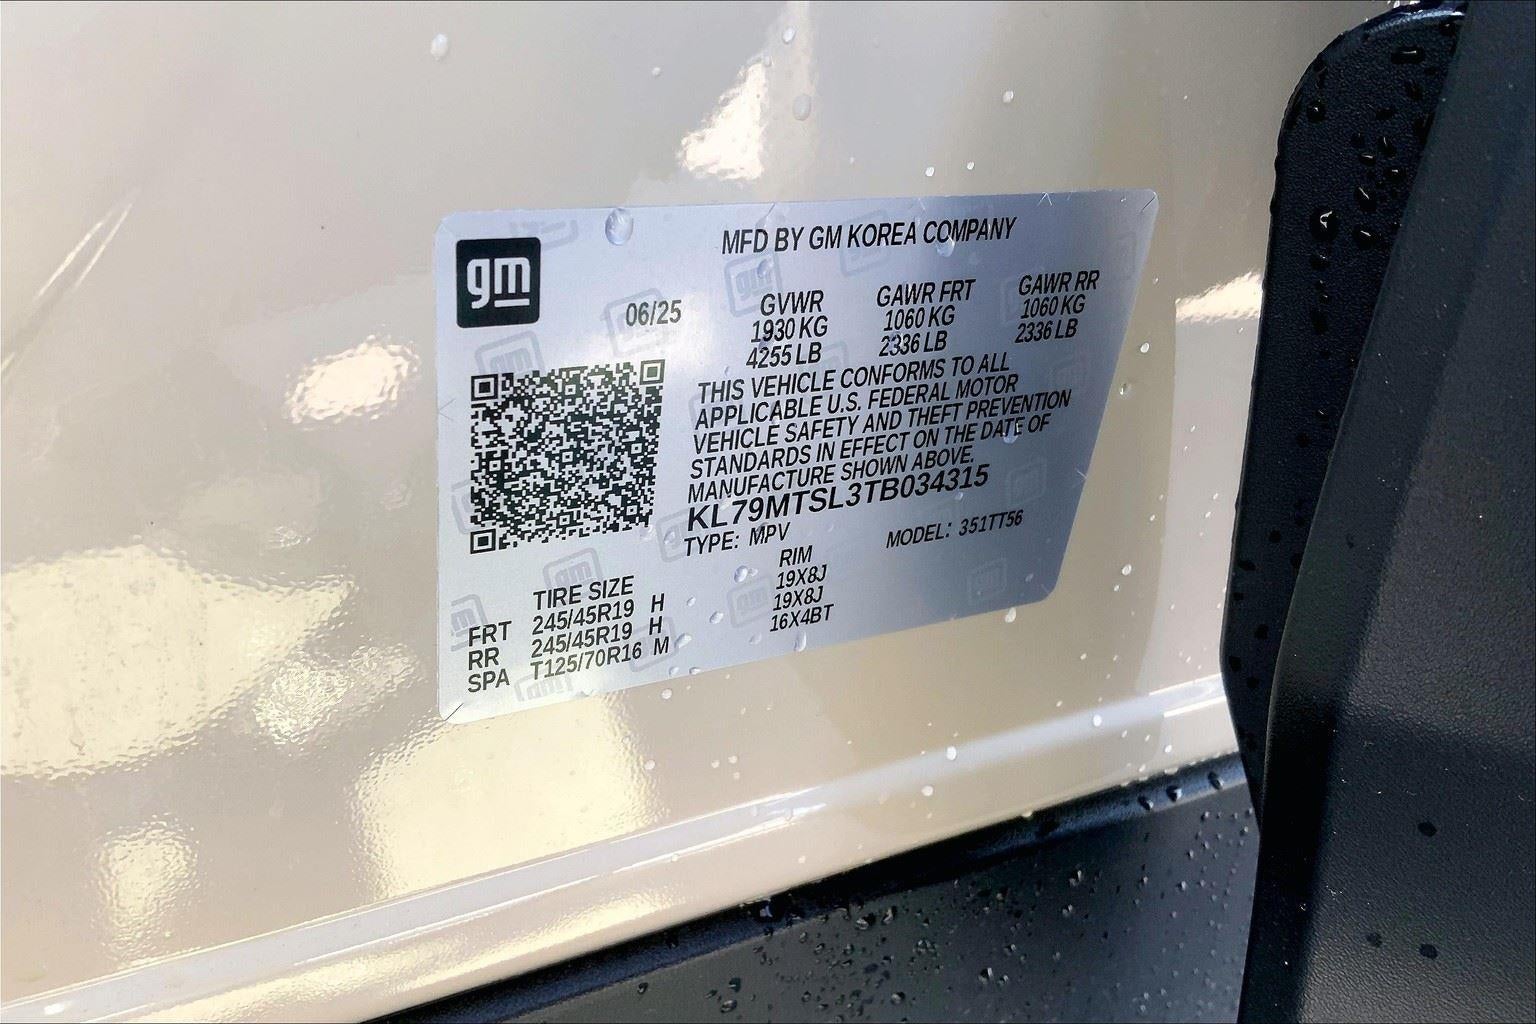 gm
MFD BY GM KOREA COMPANY
06/25 GVWR GAWR FRT GAWR RR
1930 KG 1060 KG 1060 KG
4255 LB 2336 LB 2336 LB
THIS VEHICLE CONFORMS TO ALL
APPLICABLE U.S. FEDERAL MOTOR
VEHICLE SAFETY AND THEFT PREVENTION
STANDARDS IN EFFECT ON THE DATE OF
MANUFACTURE SHOWN ABOVE.
KL79MTSL3TB034315
TYPE: MPV MODEL: 351TT56
TIRE SIZE RIM
FRT 245/45R19 H 19X8J
RR 245/45R19 H 19X8J
SPA T125/70R16 M 16X4BT